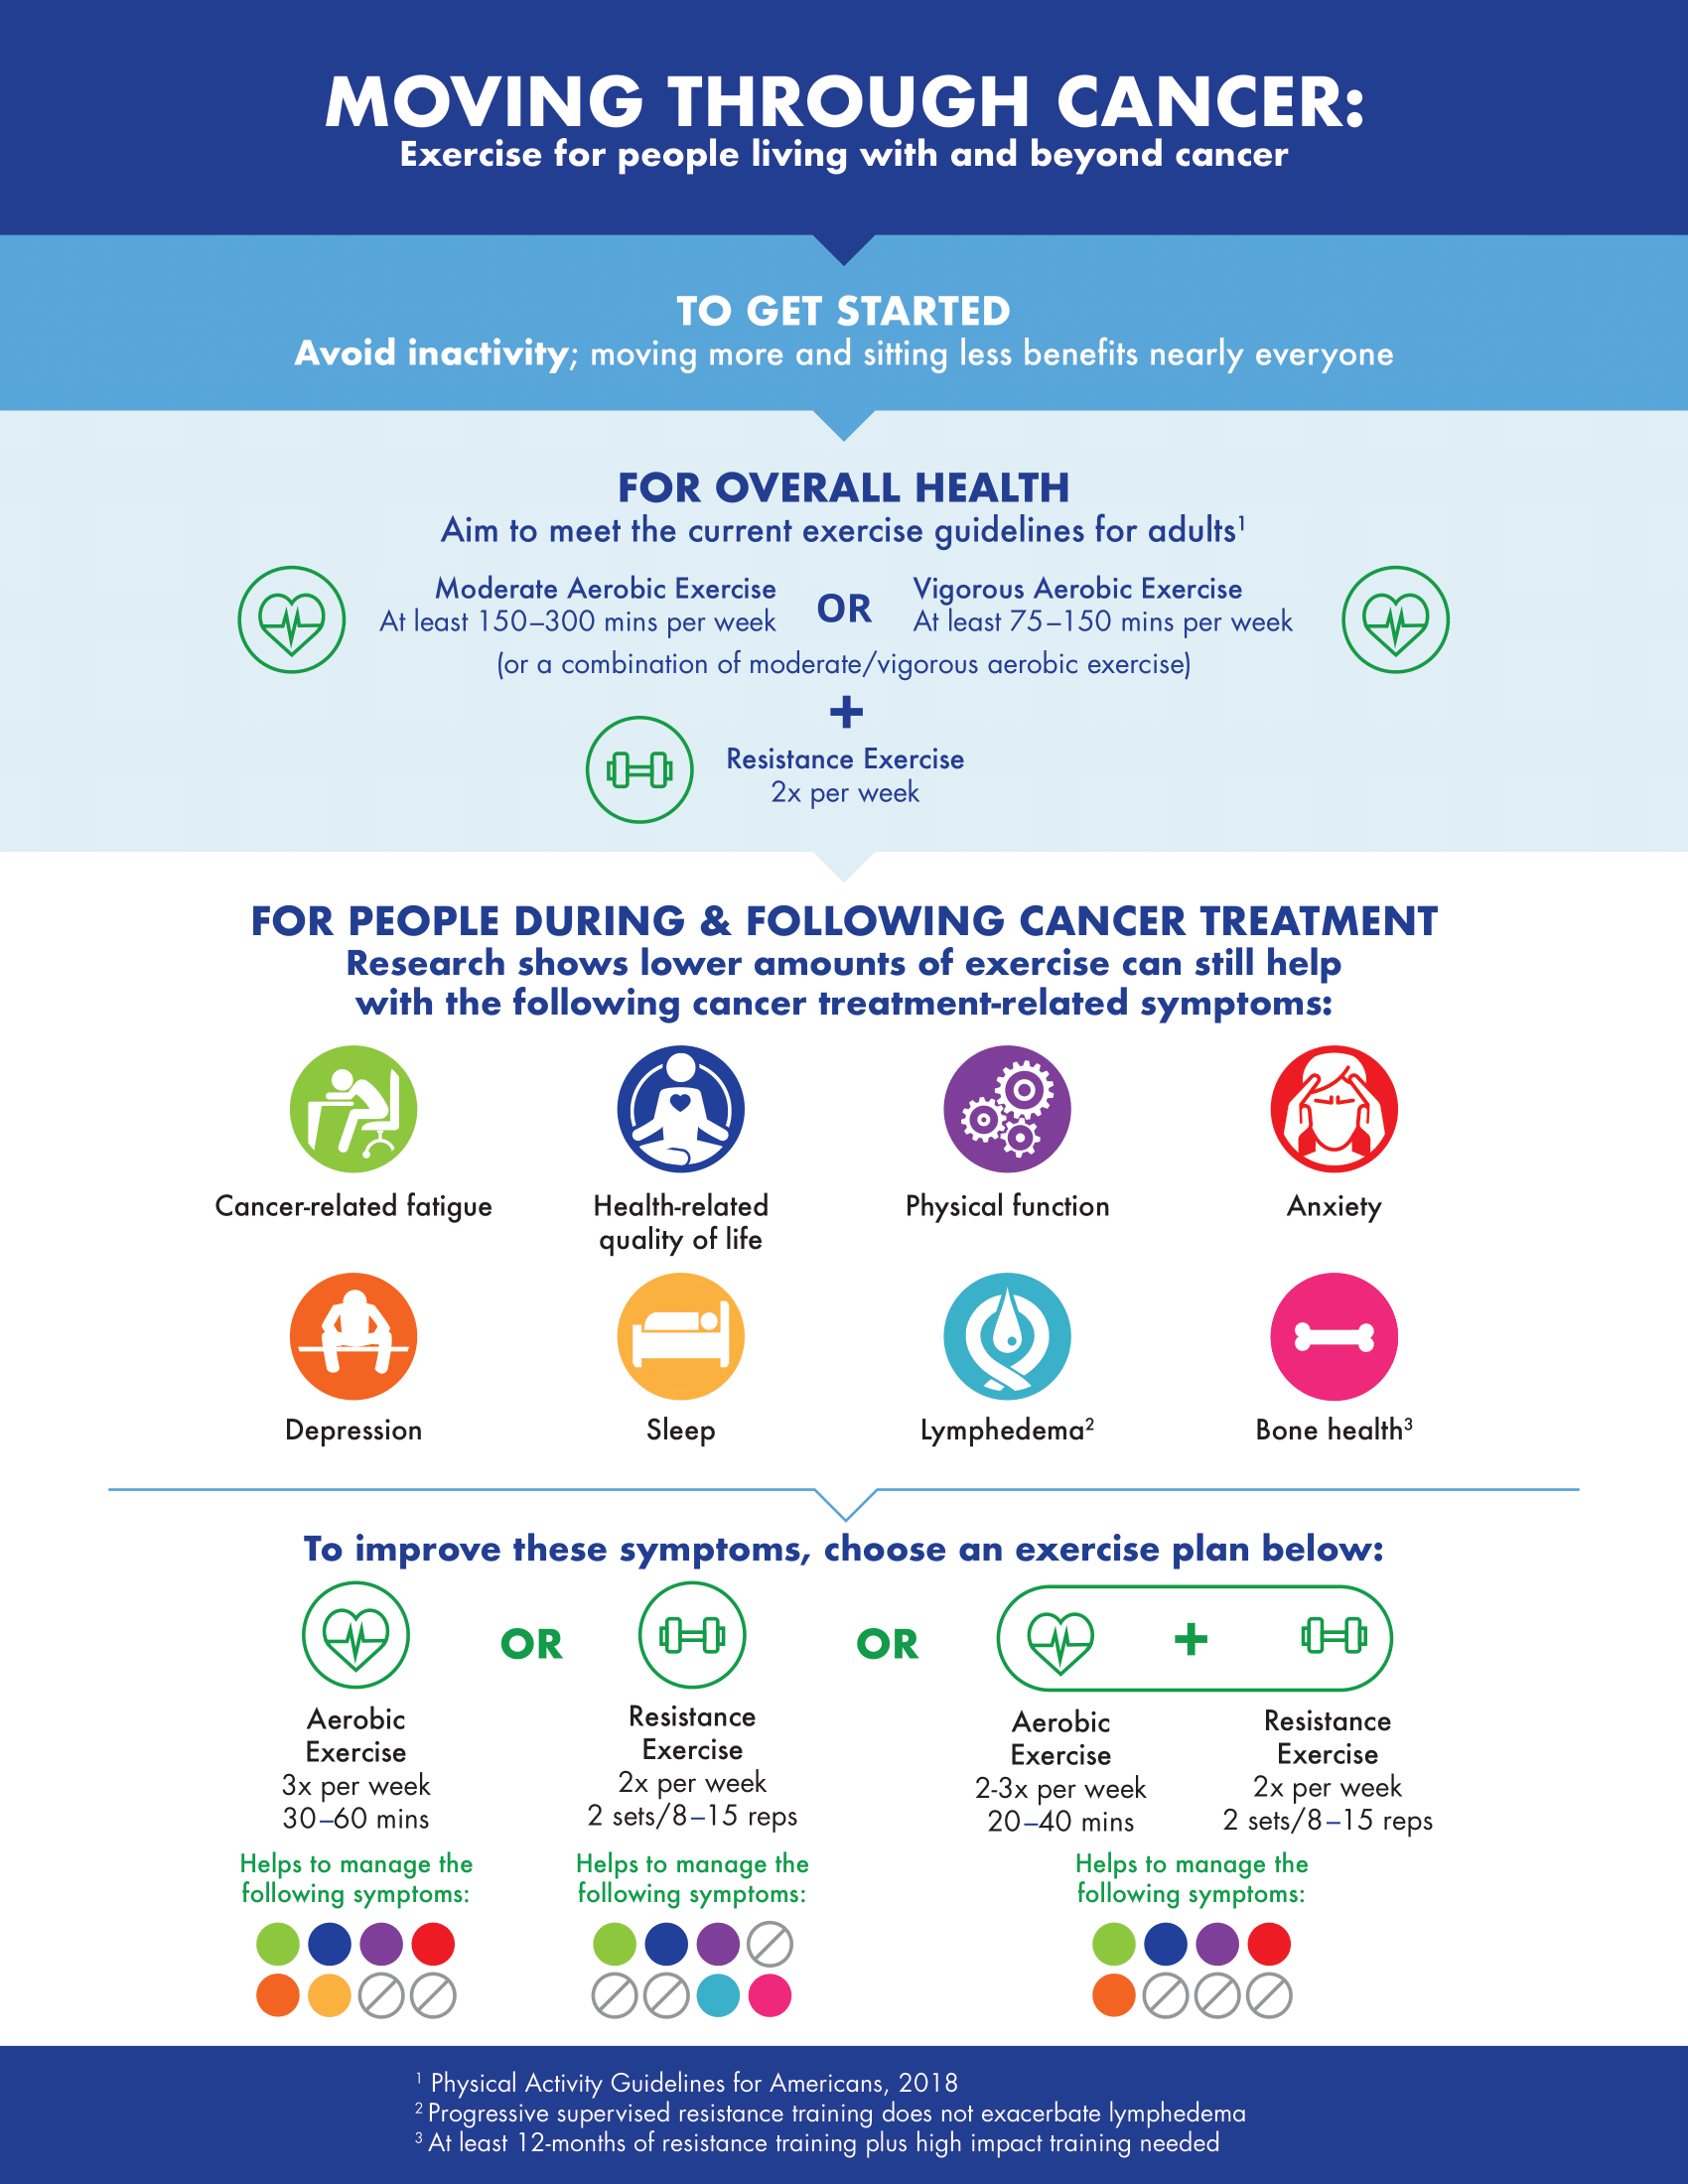 MOVING THROUGH CANCER:
Exercise for people living with and beyond cancer
TO GET STARTED
Avoid inactivity; moving more and sitting less benefits nearly everyone
FOR OVERALL HEALTH
Aim to meet the current exercise guidelines for adults¹
Moderate Aerobic Exercise
At least 150–300 mins per week
OR
Vigorous Aerobic Exercise
At least 75–150 mins per week
(or a combination of moderate/vigorous aerobic exercise)
+
Resistance Exercise
2x per week
FOR PEOPLE DURING & FOLLOWING CANCER TREATMENT
Research shows lower amounts of exercise can still help
with the following cancer treatment-related symptoms:
Cancer-related fatigue
Health-related
quality of life
Physical function
Anxiety
Depression
Sleep
Lymphedema²
Bone health³
To improve these symptoms, choose an exercise plan below:
OR
OR
+
Aerobic
Exercise
3x per week
30–60 mins
Helps to manage the
following symptoms:
Resistance
Exercise
2x per week
2 sets/8–15 reps
Helps to manage the
following symptoms:
Aerobic
Exercise
2-3x per week
20–40 mins
Resistance
Exercise
2x per week
2 sets/8–15 reps
Helps to manage the
following symptoms:
¹ Physical Activity Guidelines for Americans, 2018
² Progressive supervised resistance training does not exacerbate lymphedema
³ At least 12-months of resistance training plus high impact training needed